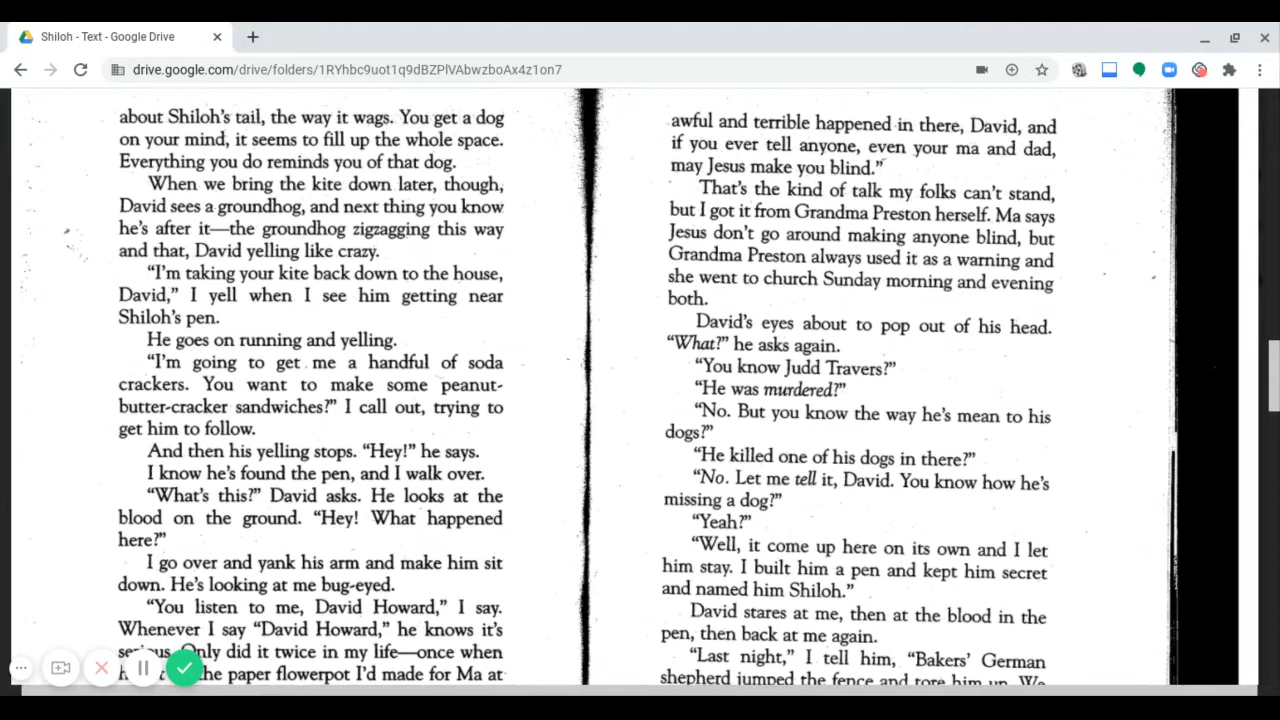 Shiloh - Text - Google Drive
drive.google.com/drive/folders/1RYhbc9uot1q9dBZPlVAbwzboAx4z1on7
about Shiloh's tail, the way it wags. You get a dog
on your mind, it seems to fill up the whole space.
Everything you do reminds you of that dog.
When we bring the kite down later, though,
David sees a groundhog, and next thing you know
he's after it—the groundhog zigzagging this way
and that, David yelling like crazy.
"I'm taking your kite back down to the house,
David," I yell when I see him getting near
Shiloh's pen.
He goes on running and yelling.
"I'm going to get me a handful of soda
crackers. You want to make some peanut-
butter-cracker sandwiches?" I call out, trying to
get him to follow.
And then his yelling stops. "Hey!" he says.
I know he's found the pen, and I walk over.
"What's this?" David asks. He looks at the
blood on the ground. "Hey! What happened
here?"
I go over and yank his arm and make him sit
down. He's looking at me bug-eyed.
"You listen to me, David Howard," I say.
Whenever I say "David Howard," he knows it's
serious. Only did it twice in my life—once when
the paper flowerpot I'd made for Ma at
awful and terrible happened in there, David, and
if you ever tell anyone, even your ma and dad,
may Jesus make you blind."
That's the kind of talk my folks can't stand,
but I got it from Grandma Preston herself. Ma says
Jesus don't go around making anyone blind, but
Grandma Preston always used it as a warning and
she went to church Sunday morning and evening
both.
David's eyes about to pop out of his head.
"What?" he asks again.
"You know Judd Travers?"
"He was murdered?"
"No. But you know the way he's mean to his
dogs?"
"He killed one of his dogs in there?"
"No. Let me tell it, David. You know how he's
missing a dog?"
"Yeah?"
"Well, it come up here on its own and I let
him stay. I built him a pen and kept him secret
and named him Shiloh."
David stares at me, then at the blood in the
pen, then back at me again.
"Last night," I tell him, "Bakers' German
shepherd jumped the fence and tore him up. We